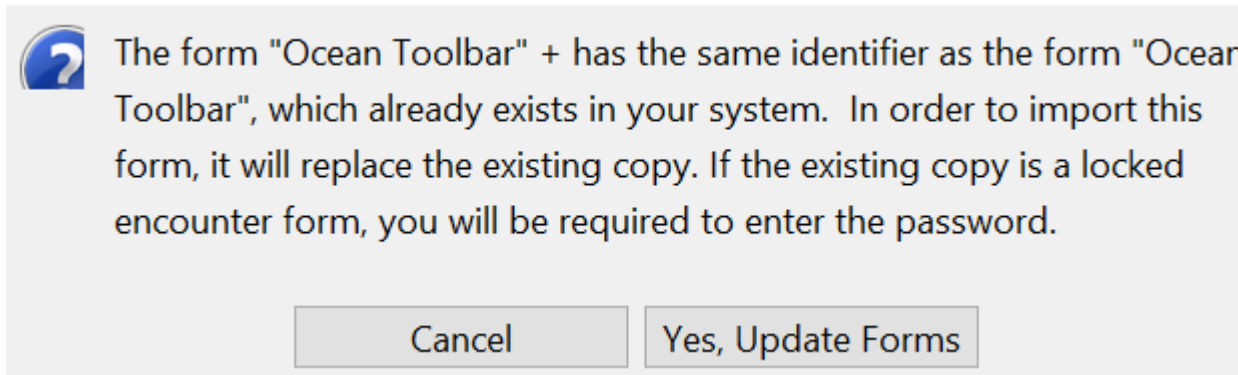 The form "Ocean Toolbar" + has the same identifier as the form "Ocean
Toolbar", which already exists in your system.  In order to import this
form, it will replace the existing copy. If the existing copy is a locked
encounter form, you will be required to enter the password.
Cancel
Yes, Update Forms